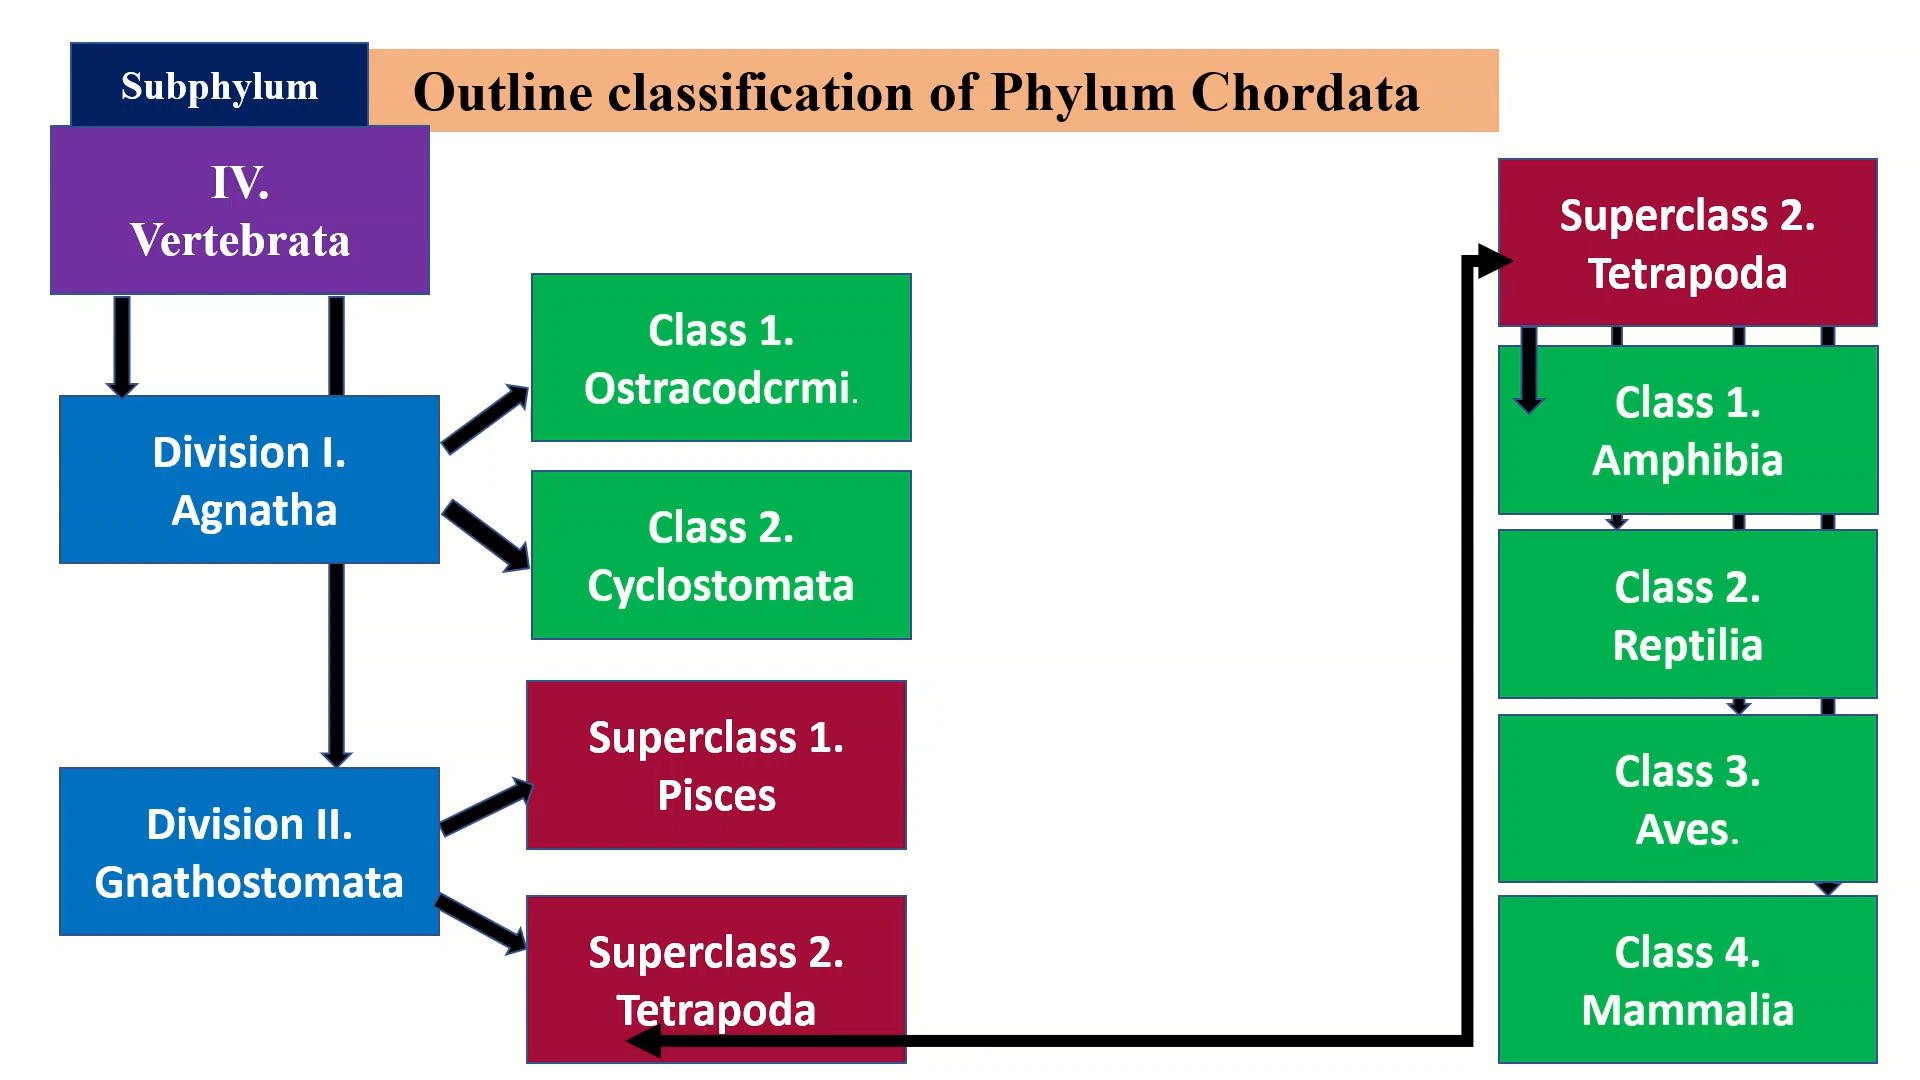 Subphylum
Outline classification of Phylum Chordata
IV.
Vertebrata
Division I.
Agnatha
Class 1.
Ostracodcrmi.
Class 2.
Cyclostomata
Division II.
Gnathostomata
Superclass 1.
Pisces
Superclass 2.
Tetrapoda
Superclass 2.
Tetrapoda
Class 1.
Amphibia
Class 2.
Reptilia
Class 3.
Aves.
Class 4.
Mammalia